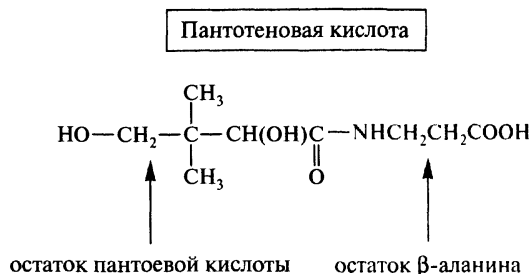 Пантотеновая кислота
CH₃
HO—CH₂—C—CH(OH)C—NHCH₂CH₂COOH
CH₃ O
остаток пантоевой кислоты остаток β-аланина